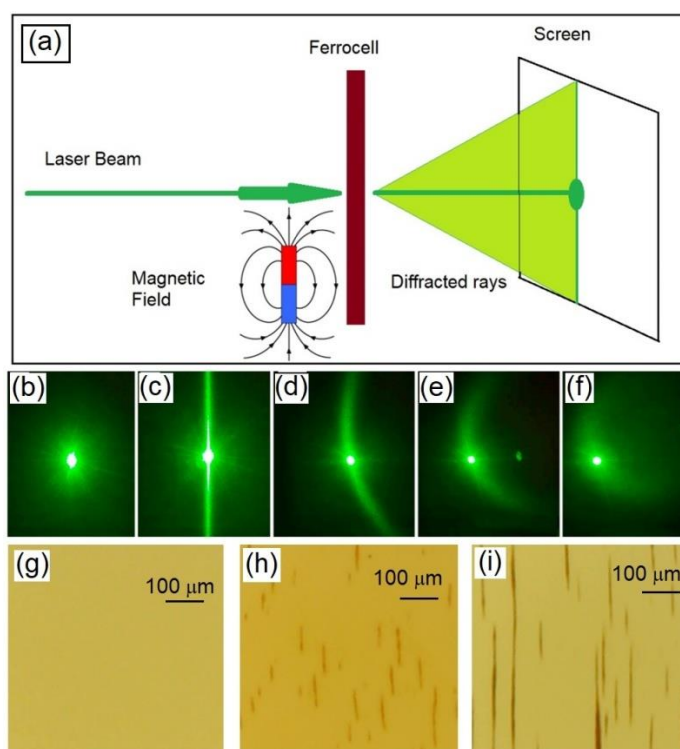 (a)
Ferrocell
Screen
Laser Beam
Magnetic
Field
Diffracted rays
(b)
(c)
(d)
(e)
(f)
(g)
100 μm
(h)
100 μm
(i)
100 μm